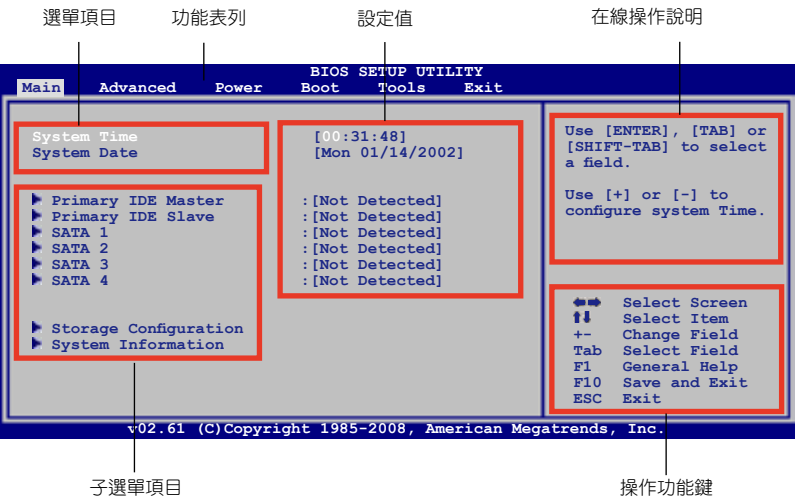 選單項目 功能表列 設定值 在線操作說明
BIOS SETUP UTILITY
Main Advanced Power Boot Tools Exit
System Time [00:31:48]
System Date [Mon 01/14/2002]
Primary IDE Master :[Not Detected]
Primary IDE Slave :[Not Detected]
SATA 1 :[Not Detected]
SATA 2 :[Not Detected]
SATA 3 :[Not Detected]
SATA 4 :[Not Detected]
Storage Configuration
System Information
Use [ENTER], [TAB] or
[SHIFT-TAB] to select
a field.
Use [+] or [-] to
configure system Time.
Select Screen
Select Item
+- Change Field
Tab Select Field
F1 General Help
F10 Save and Exit
ESC Exit
v02.61 (C)Copyright 1985-2008, American Megatrends, Inc.
子選單項目 操作功能鍵